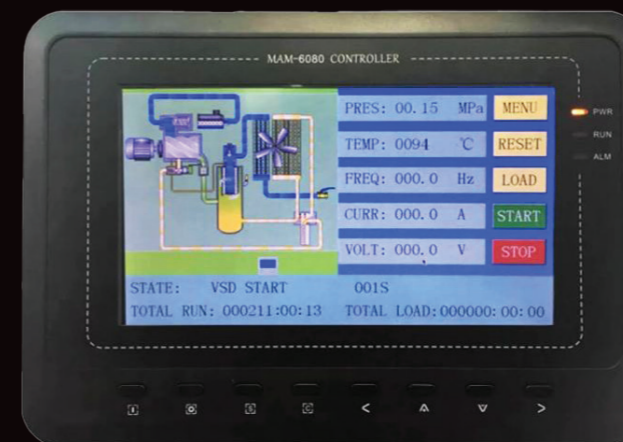 MAM-6080 CONTROLLER
PRES: 00.15 MPa MENU
TEMP: 0094 ℃ RESET
FREQ: 000.0 Hz LOAD
CURR: 000.0 A START
VOLT: 000.0 V STOP
STATE: VSD START 001S
TOTAL RUN: 000211:00:13 TOTAL LOAD:000000:00:00
PWR
RUN
ALM
I O S C < ∧ ∨ >